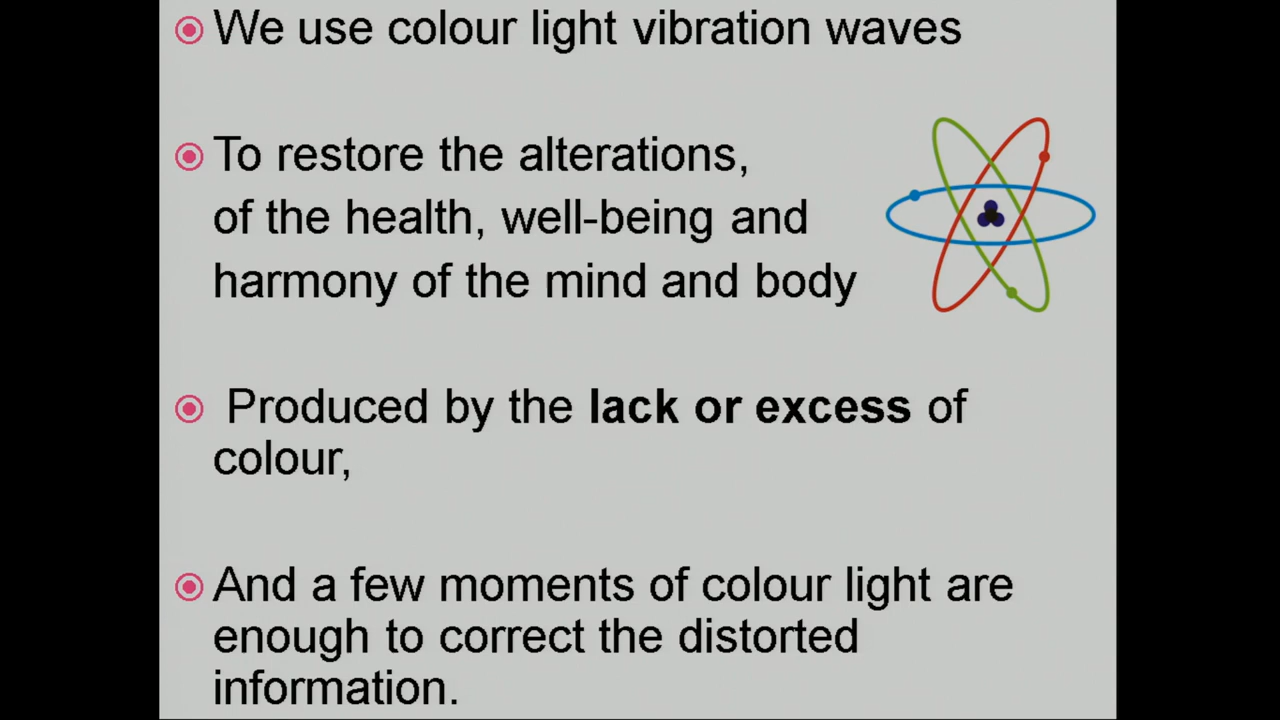 We use colour light vibration waves
To restore the alterations,
of the health, well-being and
harmony of the mind and body
Produced by the lack or excess of
colour,
And a few moments of colour light are
enough to correct the distorted
information.